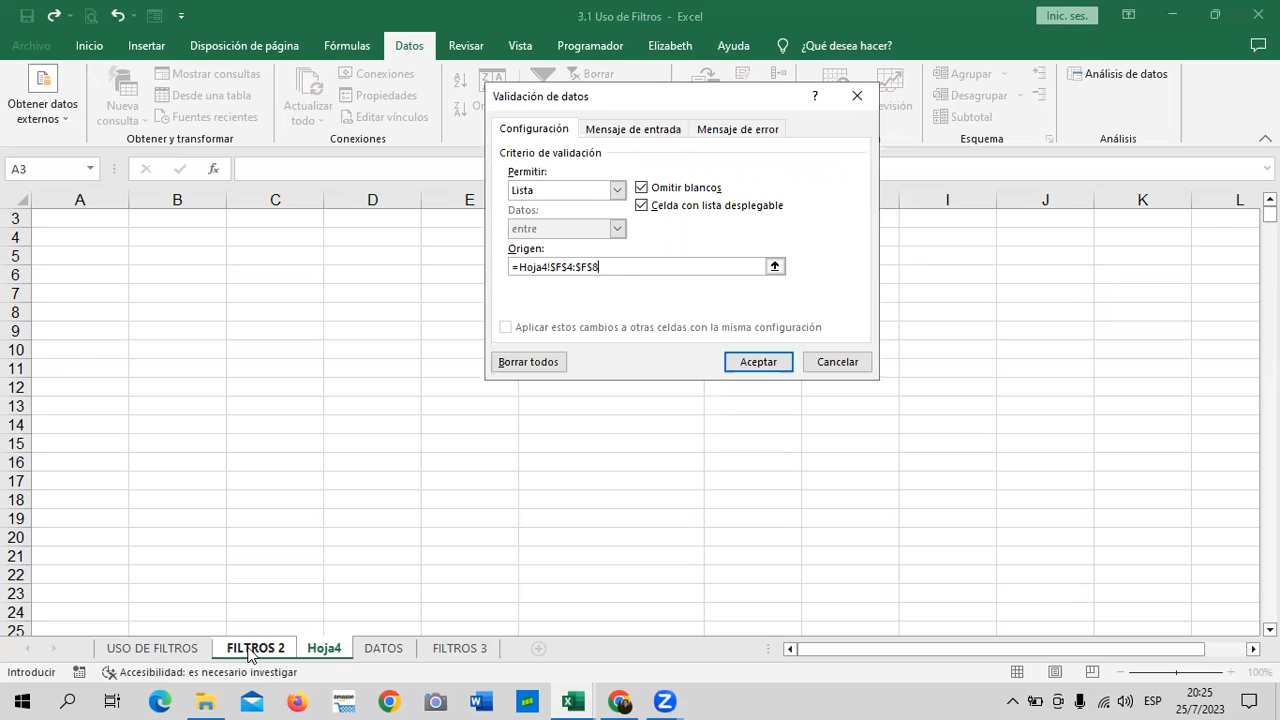 3.1 Uso de Filtros - Excel
Inic. ses.
Archivo Inicio Insertar Disposición de página Fórmulas Datos Revisar Vista Programador Elizabeth Ayuda ¿Qué desea hacer?
Obtener datos externos
Nueva consulta
Mostrar consultas
Desde una tabla
Fuentes recientes
Obtener y transformar
Actualizar todo
Conexiones
Propiedades
Editar vínculos
Conexiones
Borrar
Agrupar
Desagrupar
Subtotal
Esquema
Análisis de datos
Análisis
Validación de datos
?
Configuración Mensaje de entrada Mensaje de error
Criterio de validación
Permitir:
Lista
Omitir blancos
Celda con lista desplegable
Datos:
entre
Origen:
=Hoja4!$F$4:$F$8
Aplicar estos cambios a otras celdas con la misma configuración
Borrar todos Aceptar Cancelar
A3
fx
A B C D E I J K L
3
4
5
6
7
8
9
10
11
12
13
14
15
16
17
18
19
20
21
22
23
24
25
USO DE FILTROS FILTROS 2 Hoja4 DATOS FILTROS 3
Introducir Accesibilidad: es necesario investigar 100%
amazon
ESP
20:25
25/7/2023